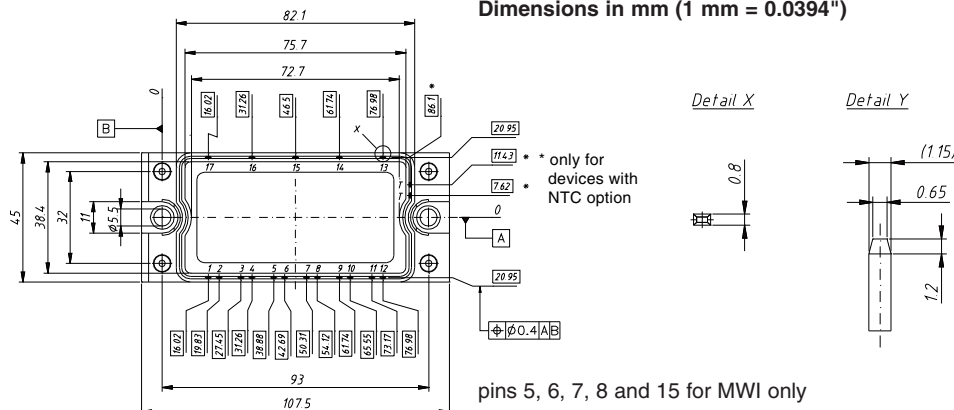 Dimensions in mm (1 mm = 0.0394")
82.1
75.7
72.7
0
16.02
31.26
46.5
61.74
76.98
86.1 *
Detail X
Detail Y
B
x
20.95
11.43 * * only for
devices with
NTC option
7.62 *
17 16 15 14 13
T
T
0
A
45
38.4
32
11
Ø5.5
0.8
(1.15)
0.65
1.2
1 2 3 4 5 6 7 8 9 10 11 12
20.95
16.02
19.83
27.45
31.26
38.88
42.69
50.31
54.12
61.74
65.55
73.17
76.98
⌖ Ø0.4 A B
93
107.5
pins 5, 6, 7, 8 and 15 for MWI only